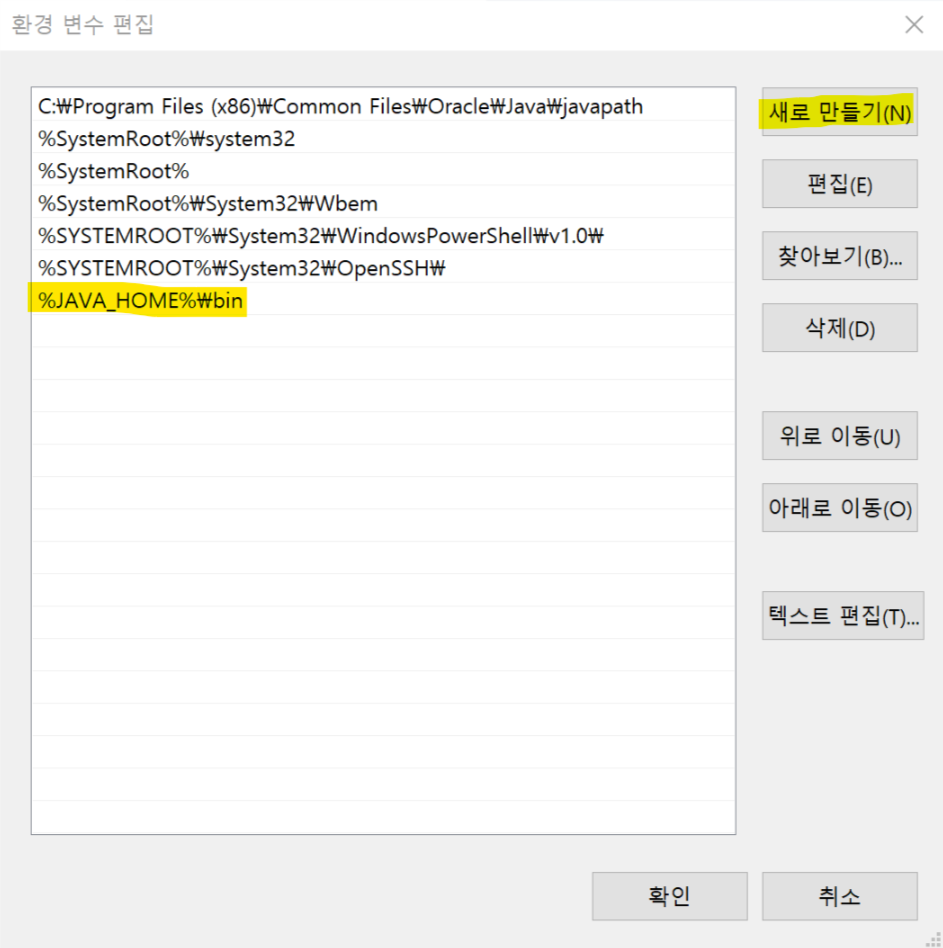 환경 변수 편집
C:₩Program Files (x86)₩Common Files₩Oracle₩Java₩javapath
%SystemRoot%₩system32
%SystemRoot%
%SystemRoot%₩System32₩Wbem
%SYSTEMROOT%₩System32₩WindowsPowerShell₩v1.0₩
%SYSTEMROOT%₩System32₩OpenSSH₩
%JAVA_HOME%₩bin
새로 만들기(N)
편집(E)
찾아보기(B)...
삭제(D)
위로 이동(U)
아래로 이동(O)
텍스트 편집(T)...
확인
취소